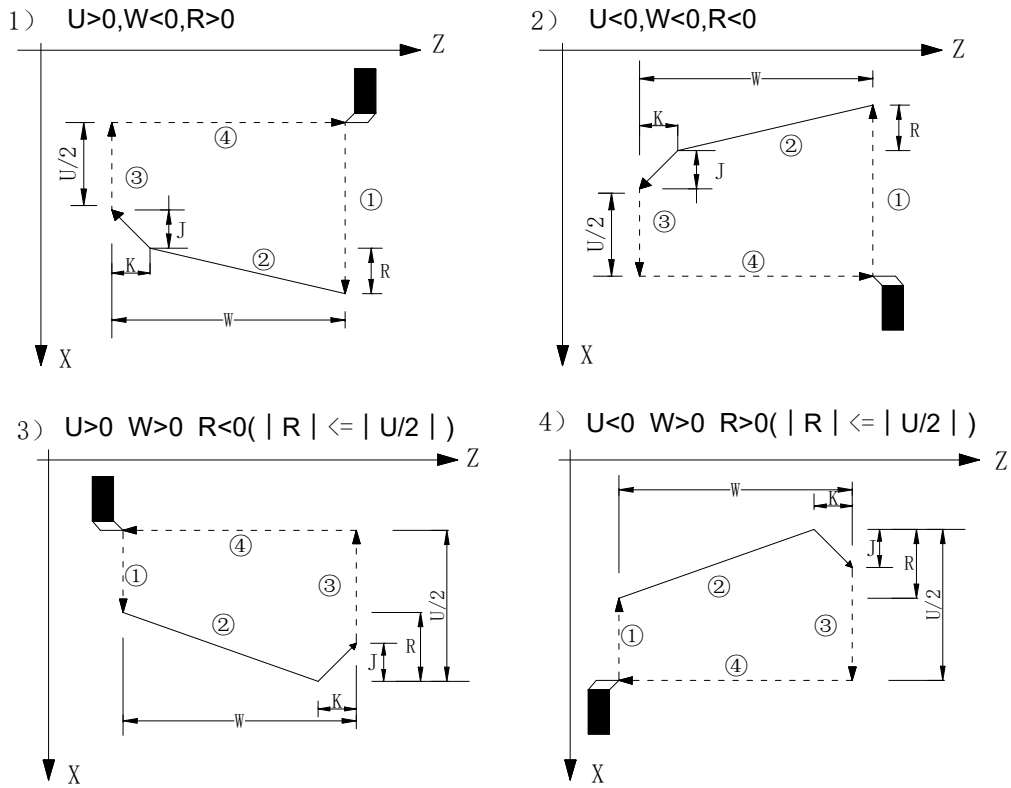 1) U>0,W<0,R>0
Z
④
U/2
③
①
J
②
K
R
W
X
2) U<0,W<0,R<0
Z
W
K
②
R
J
①
U/2
③
④
X
3) U>0 W>0 R<0(|R|<=|U/2|)
Z
④
①
③
②
U/2
R
J
K
W
X
4) U<0 W>0 R>0(|R|<=|U/2|)
Z
W
K
J
R
②
U/2
①
③
④
X